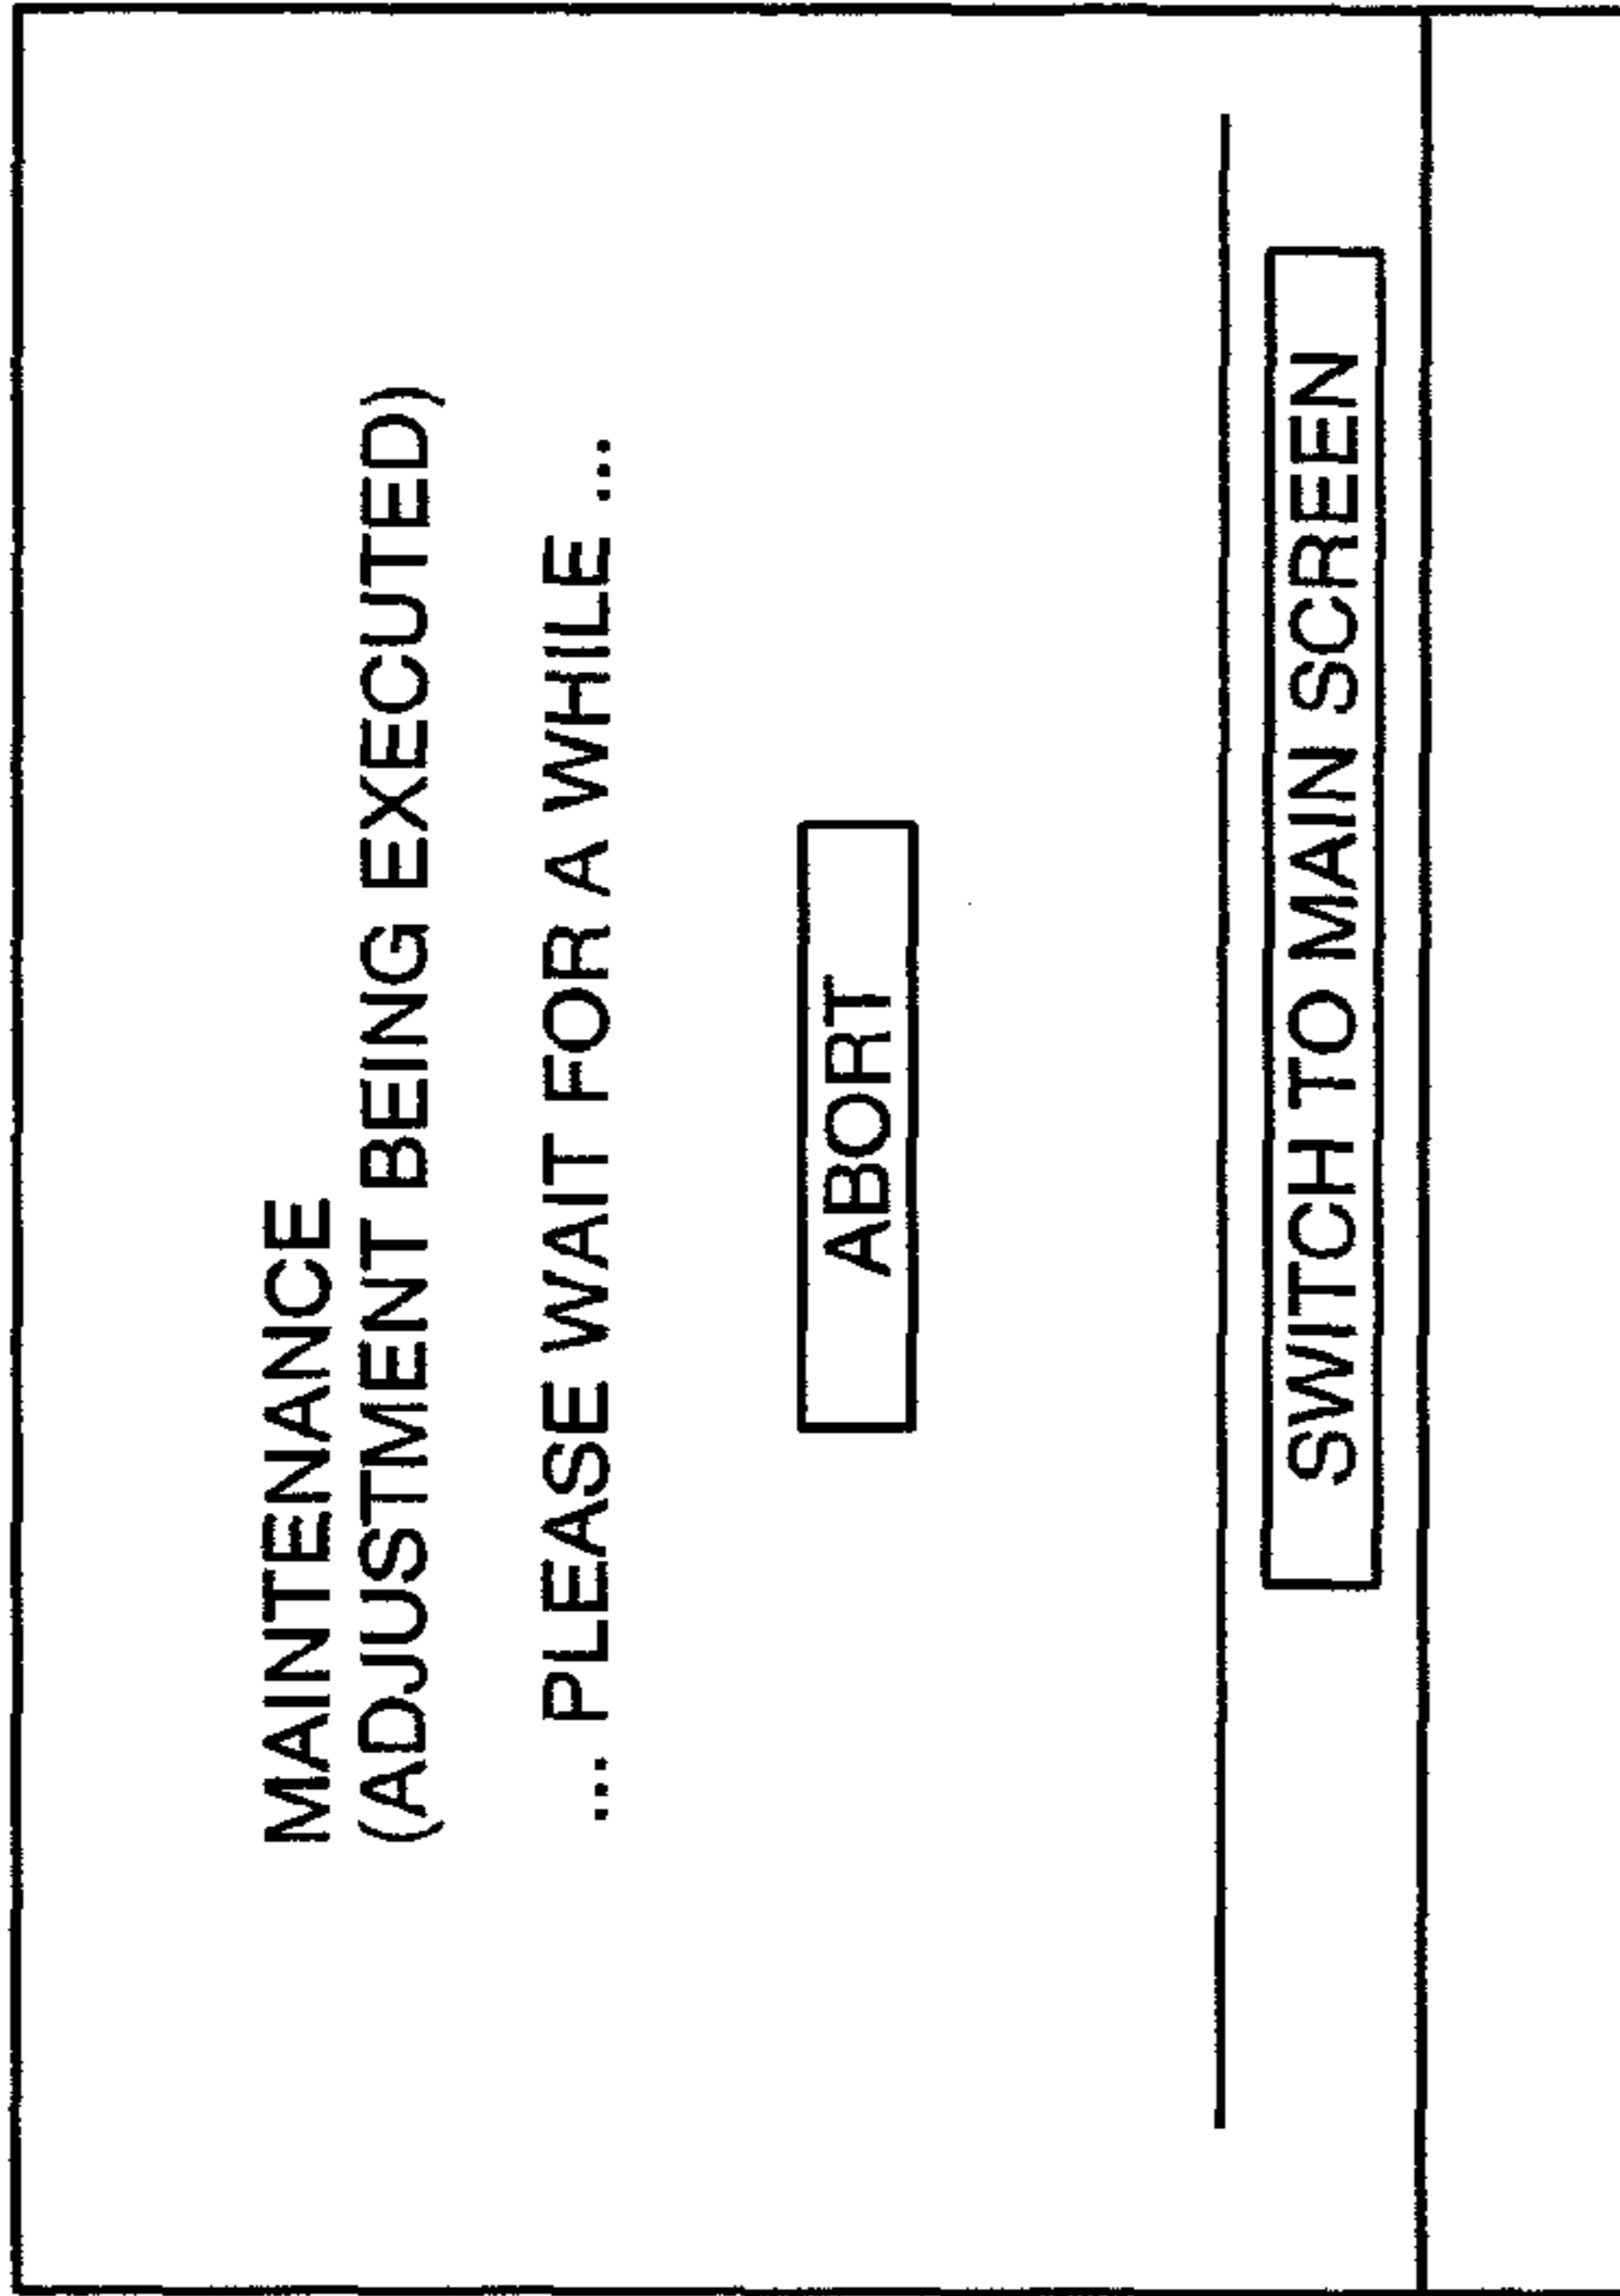 MAINTENANCE
(ADJUSTMENT BEING EXECUTED)
... PLEASE WAIT FOR A WHILE ...
ABORT
SWITCH TO MAIN SCREEN